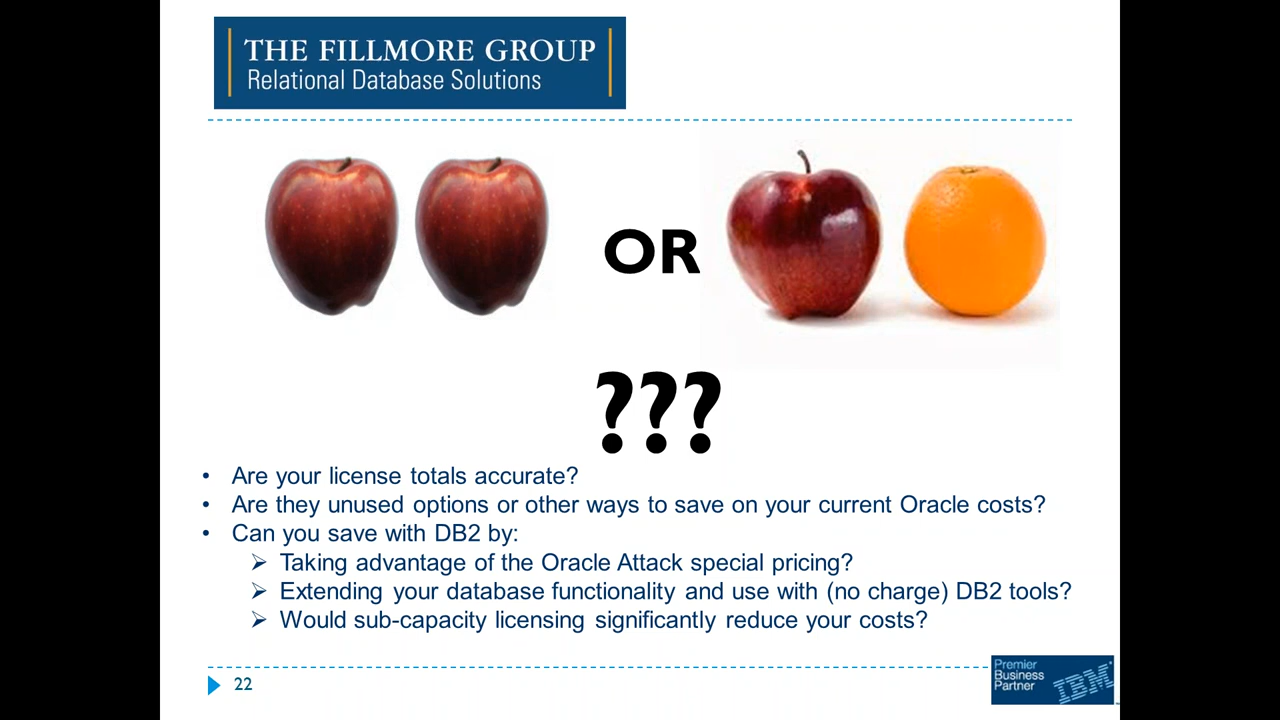 THE FILLMORE GROUP
Relational Database Solutions
OR
???
• Are your license totals accurate?
• Are they unused options or other ways to save on your current Oracle costs?
• Can you save with DB2 by:
➢ Taking advantage of the Oracle Attack special pricing?
➢ Extending your database functionality and use with (no charge) DB2 tools?
➢ Would sub-capacity licensing significantly reduce your costs?
22
Premier
Business
Partner
IBM